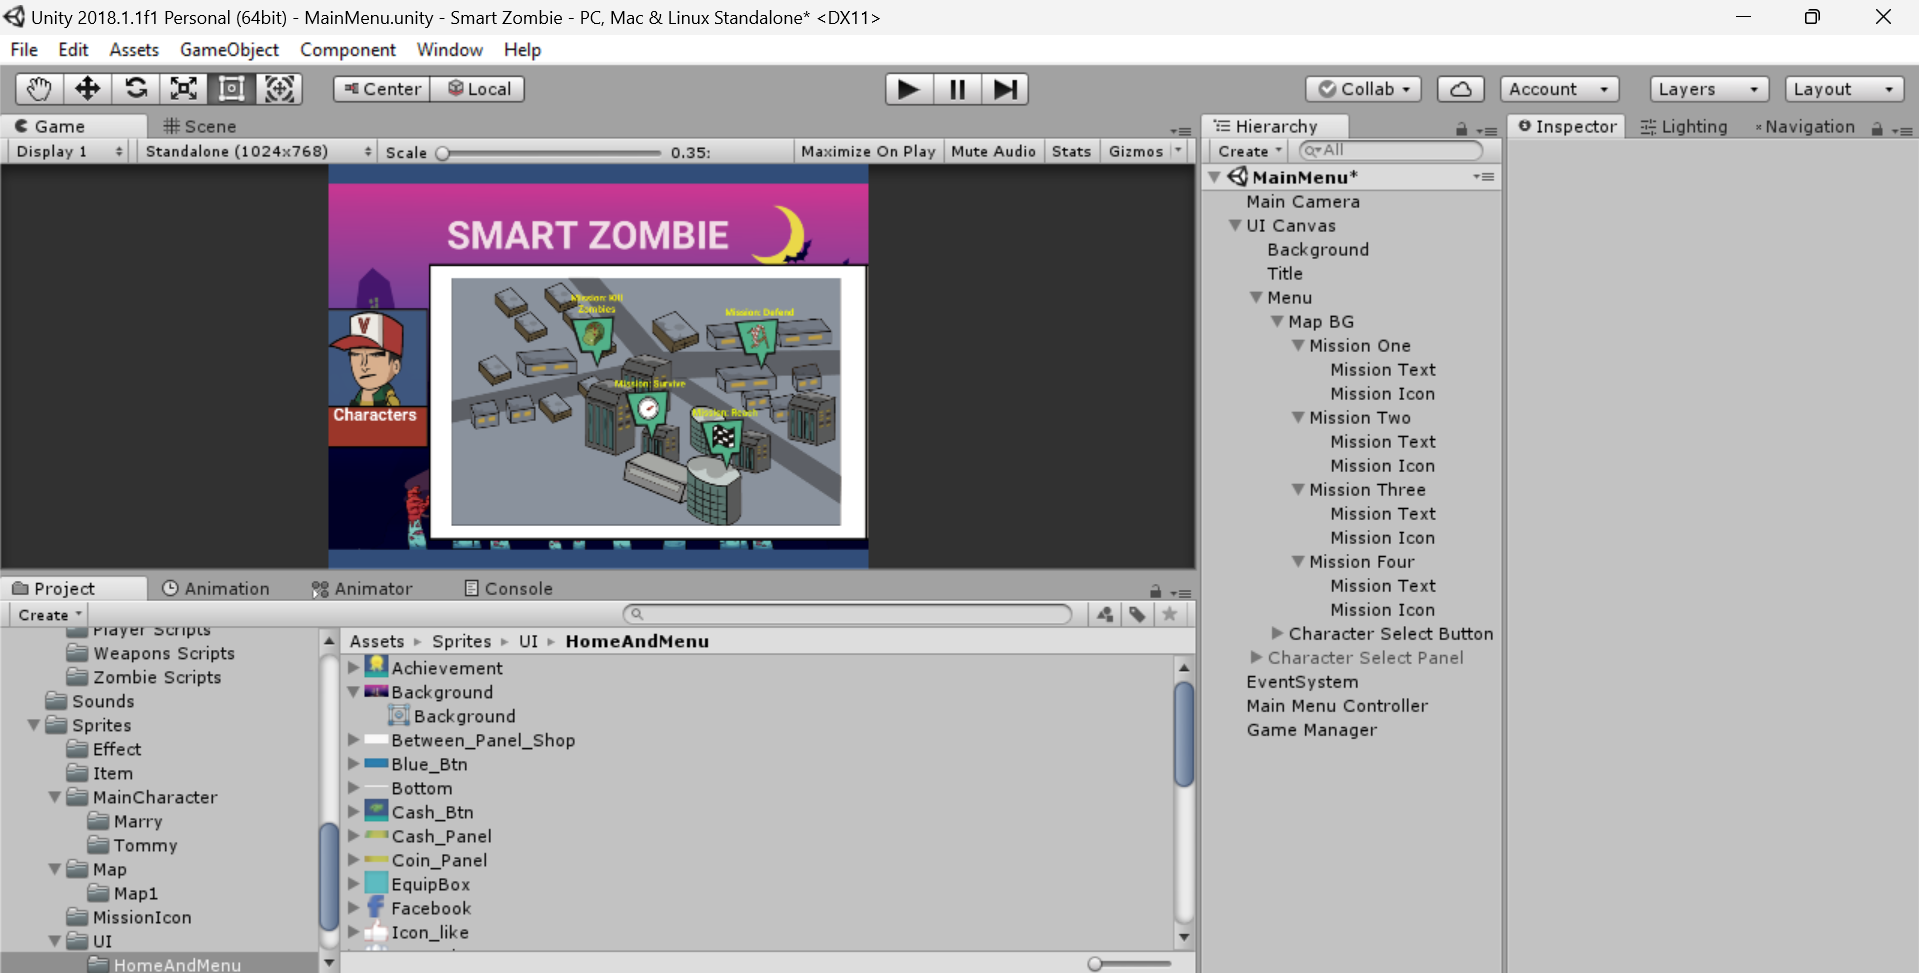 Unity 2018.1.1f1 Personal (64bit) - MainMenu.unity - Smart Zombie - PC, Mac & Linux Standalone* <DX11>
File Edit Assets GameObject Component Window Help
Center Local Collab Account Layers Layout
Game Scene
Display 1 Standalone (1024x768) Scale 0.35: Maximize On Play Mute Audio Stats Gizmos
SMART ZOMBIE
Mission: Kill
Zombies
Mission: Defend
Mission: Survive
Mission: Reach
V
Characters
Hierarchy
Create All
MainMenu*
Main Camera
UI Canvas
Background
Title
Menu
Map BG
Mission One
Mission Text
Mission Icon
Mission Two
Mission Text
Mission Icon
Mission Three
Mission Text
Mission Icon
Mission Four
Mission Text
Mission Icon
Character Select Button
Character Select Panel
EventSystem
Main Menu Controller
Game Manager
Inspector Lighting Navigation
Project Animation Animator Console
Create
Player Scripts
Weapons Scripts
Zombie Scripts
Sounds
Sprites
Effect
Item
MainCharacter
Marry
Tommy
Map
Map1
MissionIcon
UI
HomeAndMenu
Assets Sprites UI HomeAndMenu
Achievement
Background
Background
Between_Panel_Shop
Blue_Btn
Bottom
Cash_Btn
Cash_Panel
Coin_Panel
EquipBox
Facebook
Icon_like